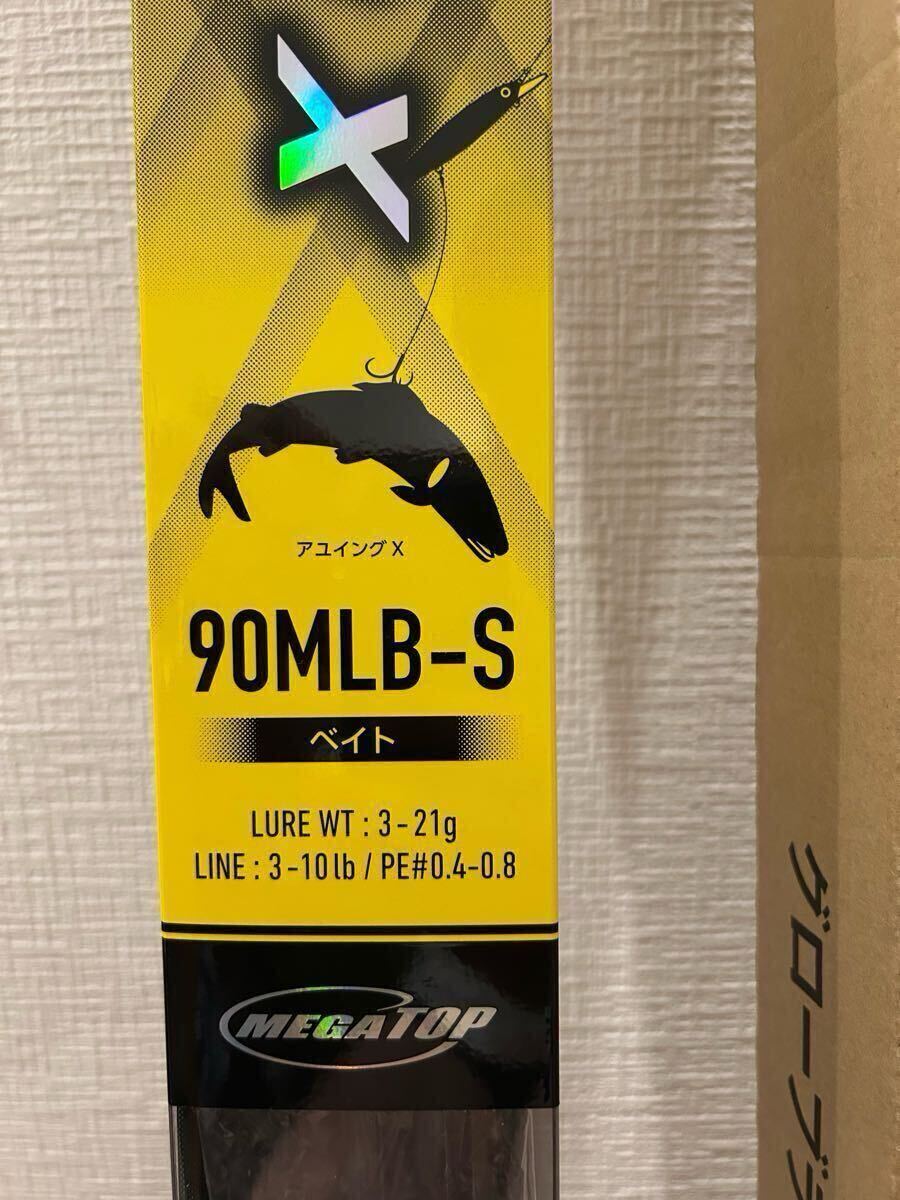 X
アユイング X
90MLB-S
ベイト
LURE WT : 3-21g
LINE : 3-10lb / PE#0.4-0.8
MEGATOP
グローブラ